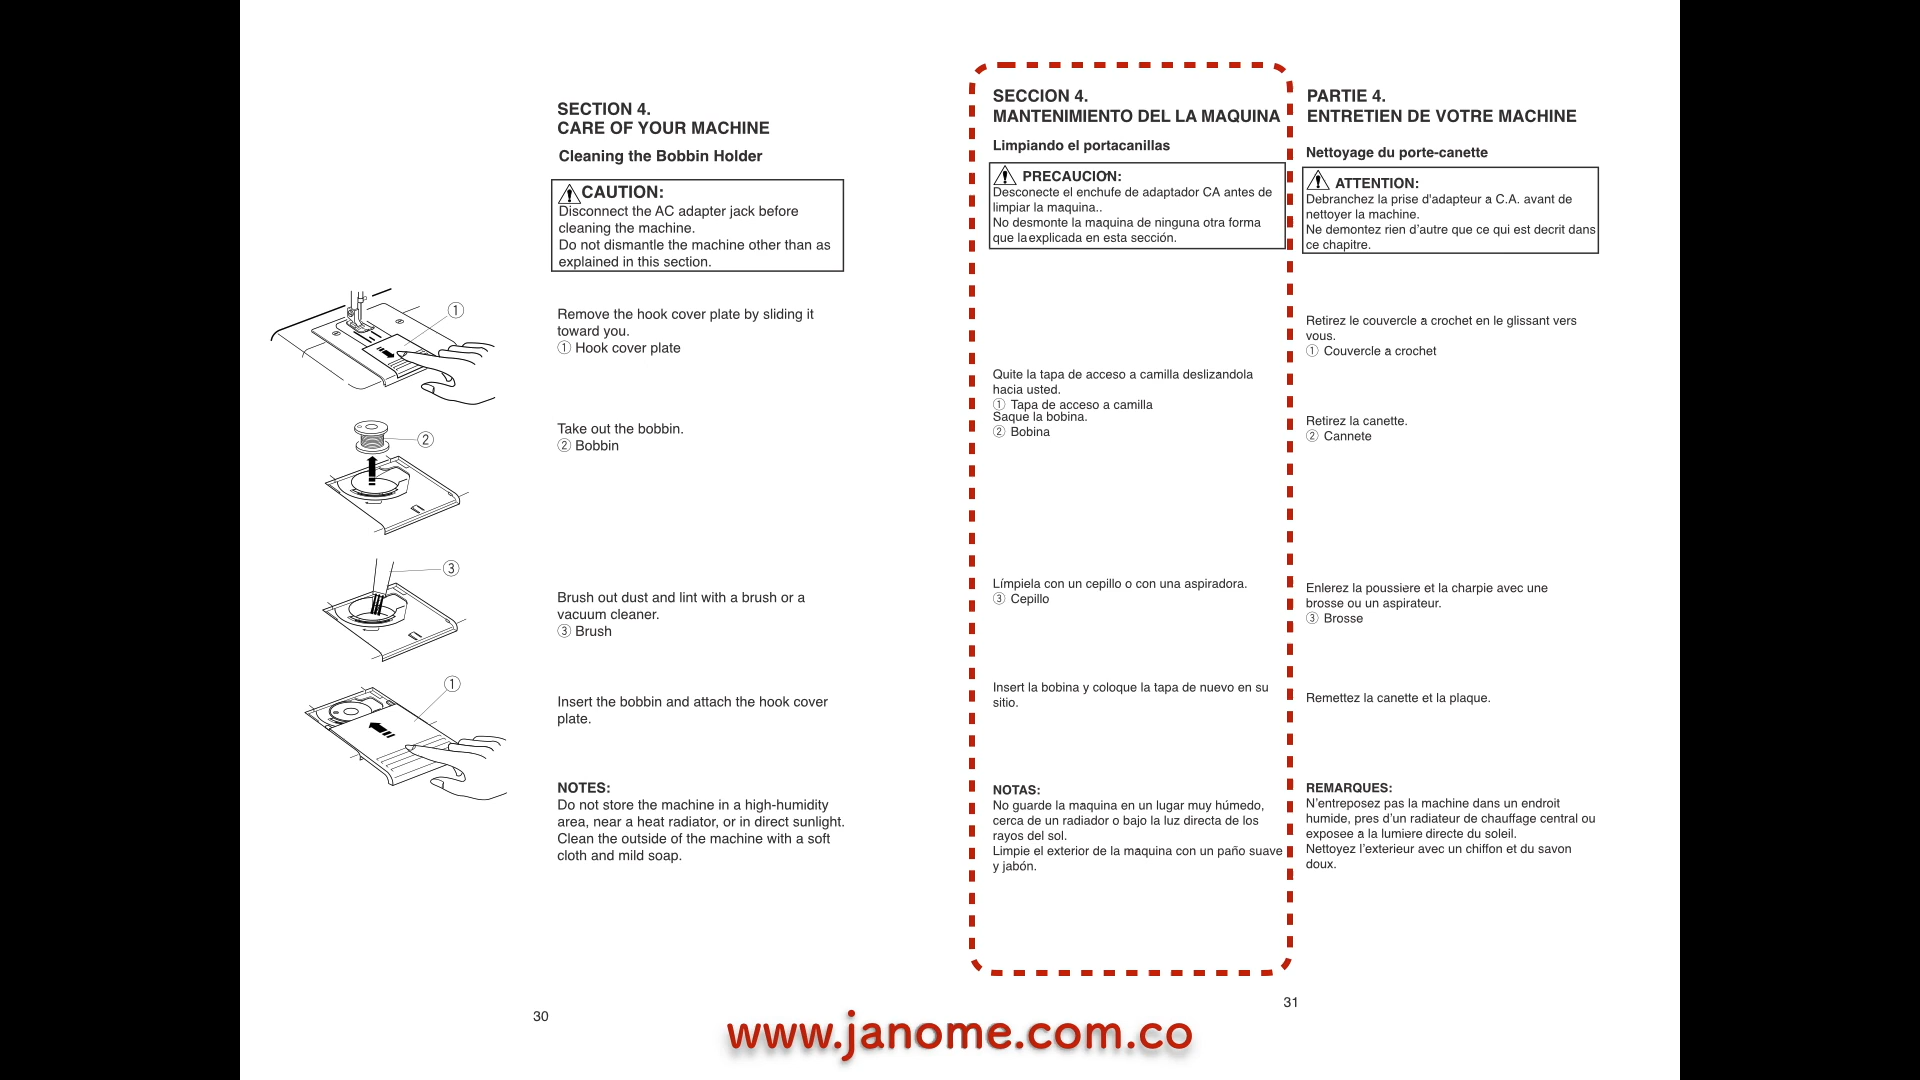 SECTION 4.
CARE OF YOUR MACHINE
Cleaning the Bobbin Holder
CAUTION:
Disconnect the AC adapter jack before
cleaning the machine.
Do not dismantle the machine other than as
explained in this section.
①
Remove the hook cover plate by sliding it
toward you.
① Hook cover plate
②
Take out the bobbin.
② Bobbin
③
Brush out dust and lint with a brush or a
vacuum cleaner.
③ Brush
①
Insert the bobbin and attach the hook cover
plate.
NOTES:
Do not store the machine in a high-humidity
area, near a heat radiator, or in direct sunlight.
Clean the outside of the machine with a soft
cloth and mild soap.
30
SECCION 4.
MANTENIMIENTO DEL LA MAQUINA
Limpiando el portacanillas
PRECAUCIÓN:
Desconecte el enchufe de adaptador CA antes de
limpiar la maquina..
No desmonte la maquina de ninguna otra forma
que la explicada en esta sección.
Quite la tapa de acceso a camilla deslizandola
hacia usted.
① Tapa de acceso a camilla
Saque la bobina.
② Bobina
Límpiela con un cepillo o con una aspiradora.
③ Cepillo
Insert la bobina y coloque la tapa de nuevo en su
sitio.
NOTAS:
No guarde la maquina en un lugar muy húmedo,
cerca de un radiador o bajo la luz directa de los
rayos del sol.
Limpie el exterior de la maquina con un paño suave
y jabón.
PARTIE 4.
ENTRETIEN DE VOTRE MACHINE
Nettoyage du porte-canette
ATTENTION:
Debranchez la prise d'adapteur a C.A. avant de
nettoyer la machine.
Ne demontez rien d'autre que ce qui est decrit dans
ce chapitre.
Retirez le couvercle a crochet en le glissant vers
vous.
① Couvercle a crochet
Retirez la canette.
② Cannete
Enlerez la poussiere et la charpie avec une
brosse ou un aspirateur.
③ Brosse
Remettez la canette et la plaque.
REMARQUES:
N'entreposez pas la machine dans un endroit
humide, pres d'un radiateur de chauffage central ou
exposee a la lumiere directe du soleil.
Nettoyez l'exterieur avec un chiffon et du savon
doux.
31
www.janome.com.co